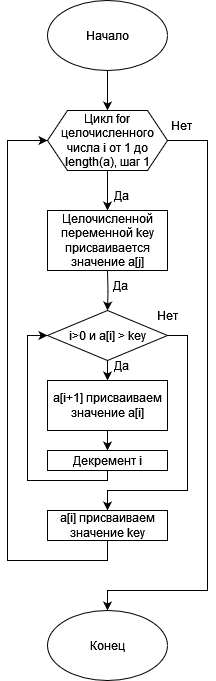 Начало
Цикл for
целочисленного
числа i от 1 до
length(a), шаг 1
Нет
Да
Целочисленной
переменной key
присваивается
значение a[j]
Да
Нет
i>0 и a[i] > key
Да
a[i+1] присваиваем
значение a[i]
Декремент i
a[i] присваиваем
значение key
Конец